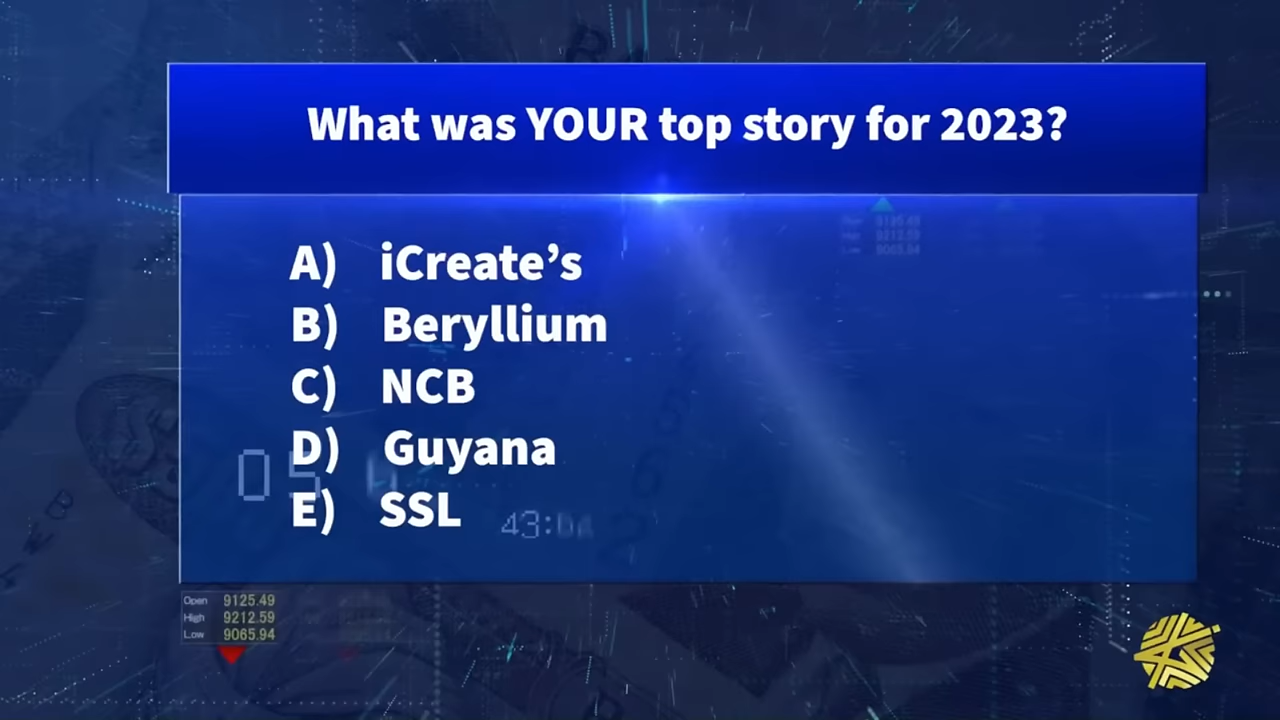 What was YOUR top story for 2023?
A) iCreate’s
B) Beryllium
C) NCB
D) Guyana
E) SSL
Open 9125.49
High 9212.59
Low 9065.94